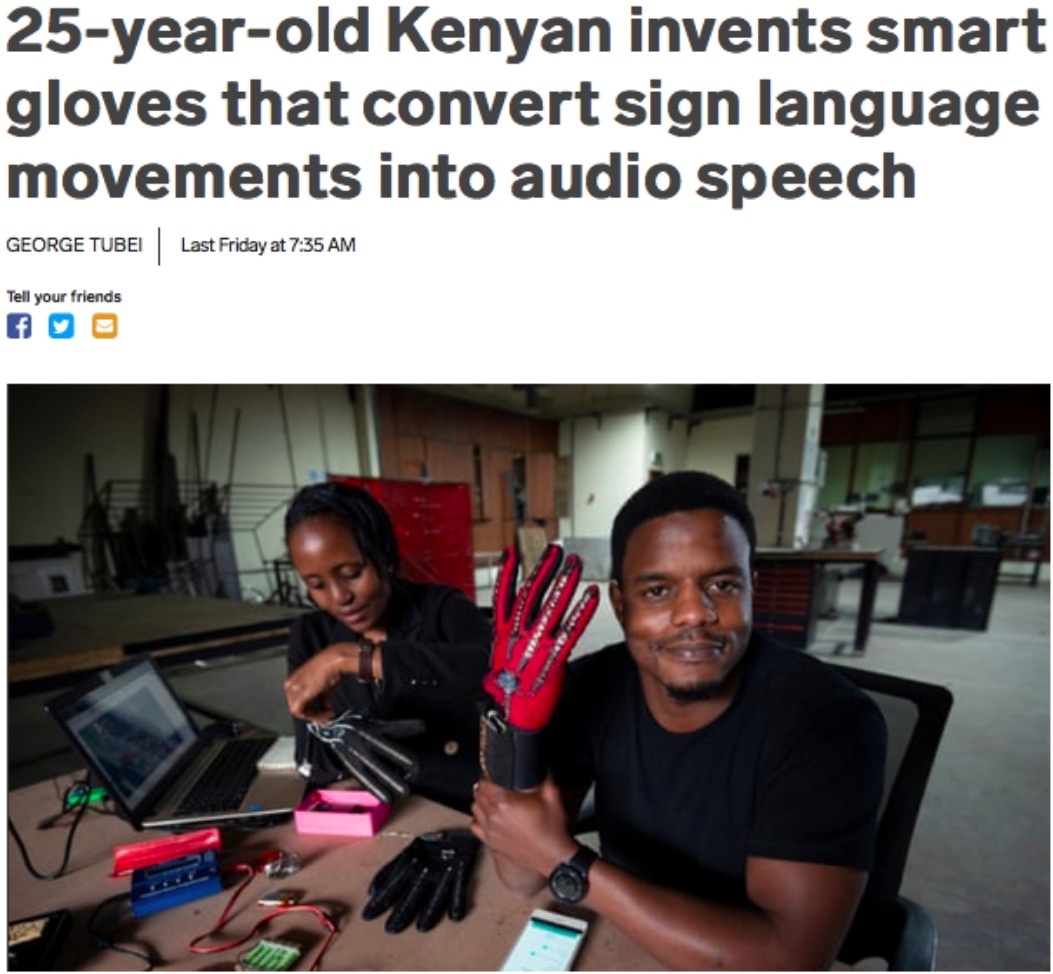 25-year-old Kenyan invents smart
gloves that convert sign language
movements into audio speech
GEORGE TUBEI | Last Friday at 7:35 AM
Tell your friends